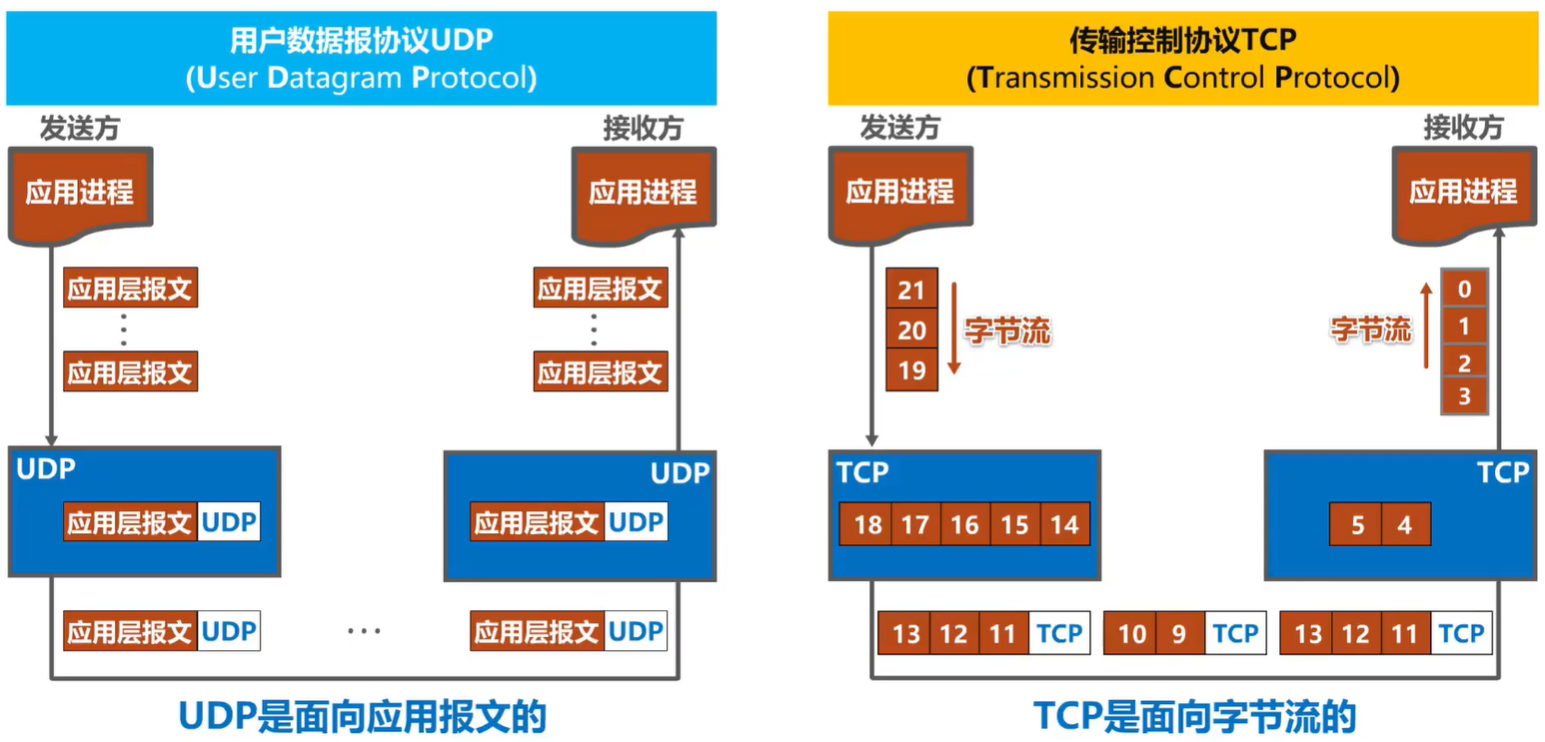 用户数据报协议UDP
(User Datagram Protocol)
发送方
接收方
应用进程
应用进程
应用层报文
应用层报文
应用层报文
应用层报文
UDP
UDP
应用层报文 UDP
应用层报文 UDP
应用层报文 UDP
...
应用层报文 UDP
UDP是面向应用报文的
传输控制协议TCP
(Transmission Control Protocol)
发送方
接收方
应用进程
应用进程
21
20
19
字节流
字节流
0
1
2
3
TCP
TCP
18 17 16 15 14
5 4
13 12 11 TCP
10 9 TCP
13 12 11 TCP
TCP是面向字节流的